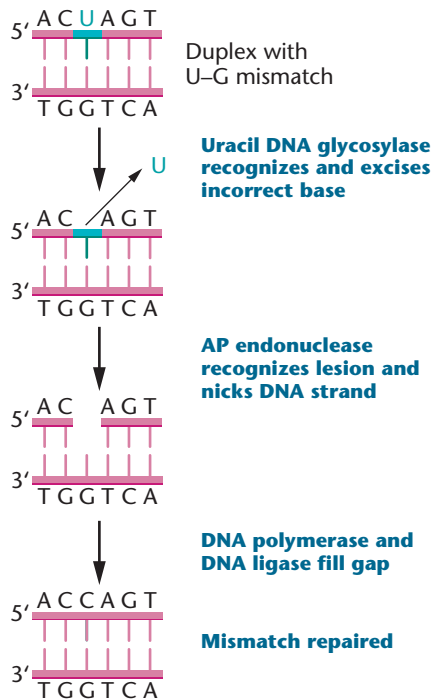 A C U A G T
5′
Duplex with
U–G mismatch
3′
T G G T C A
Uracil DNA glycosylase
recognizes and excises
incorrect base
U
A C A G T
5′
3′
T G G T C A
AP endonuclease
recognizes lesion and
nicks DNA strand
A C A G T
5′
3′
T G G T C A
DNA polymerase and
DNA ligase fill gap
A C C A G T
5′
Mismatch repaired
3′
T G G T C A